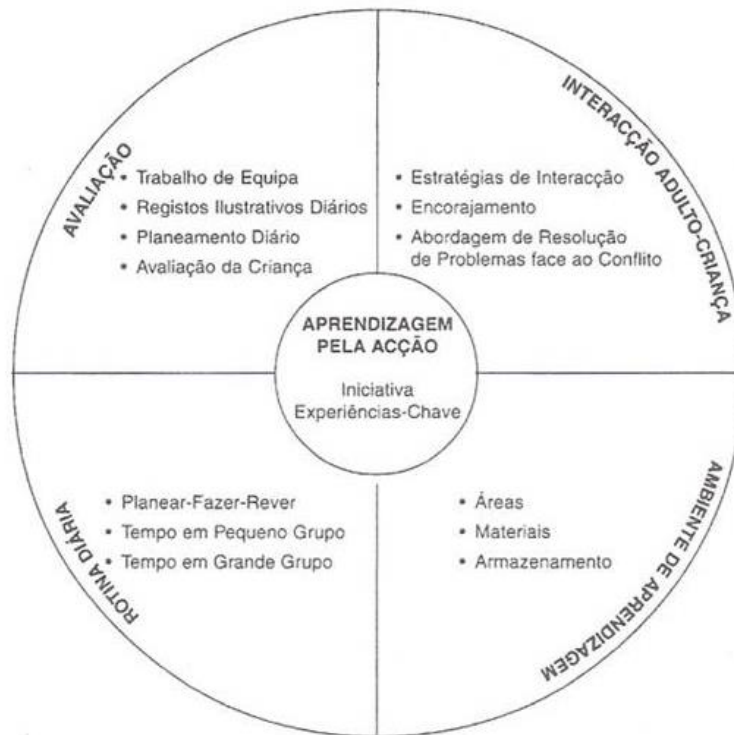 AVALIAÇÃO
• Trabalho de Equipa
• Registos Ilustrativos Diários
• Planeamento Diário
• Avaliação da Criança
INTERACÇÃO ADULTO-CRIANÇA
• Estratégias de Interacção
• Encorajamento
• Abordagem de Resolução
de Problemas face ao Conflito
APRENDIZAGEM
PELA ACÇÃO
Iniciativa
Experiências-Chave
ROTINA DIÁRIA
• Planear-Fazer-Rever
• Tempo em Pequeno Grupo
• Tempo em Grande Grupo
AMBIENTE DE APRENDIZAGEM
• Áreas
• Materiais
• Armazenamento